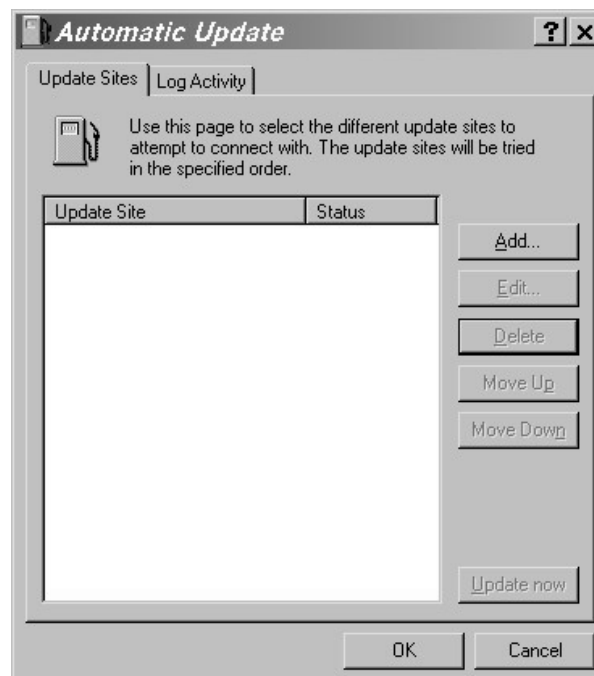 Automatic Update
? x
Update Sites Log Activity
Use this page to select the different update sites to
attempt to connect with. The update sites will be tried
in the specified order.
Update Site Status
Add...
Edit...
Delete
Move Up
Move Down
Update now
OK Cancel